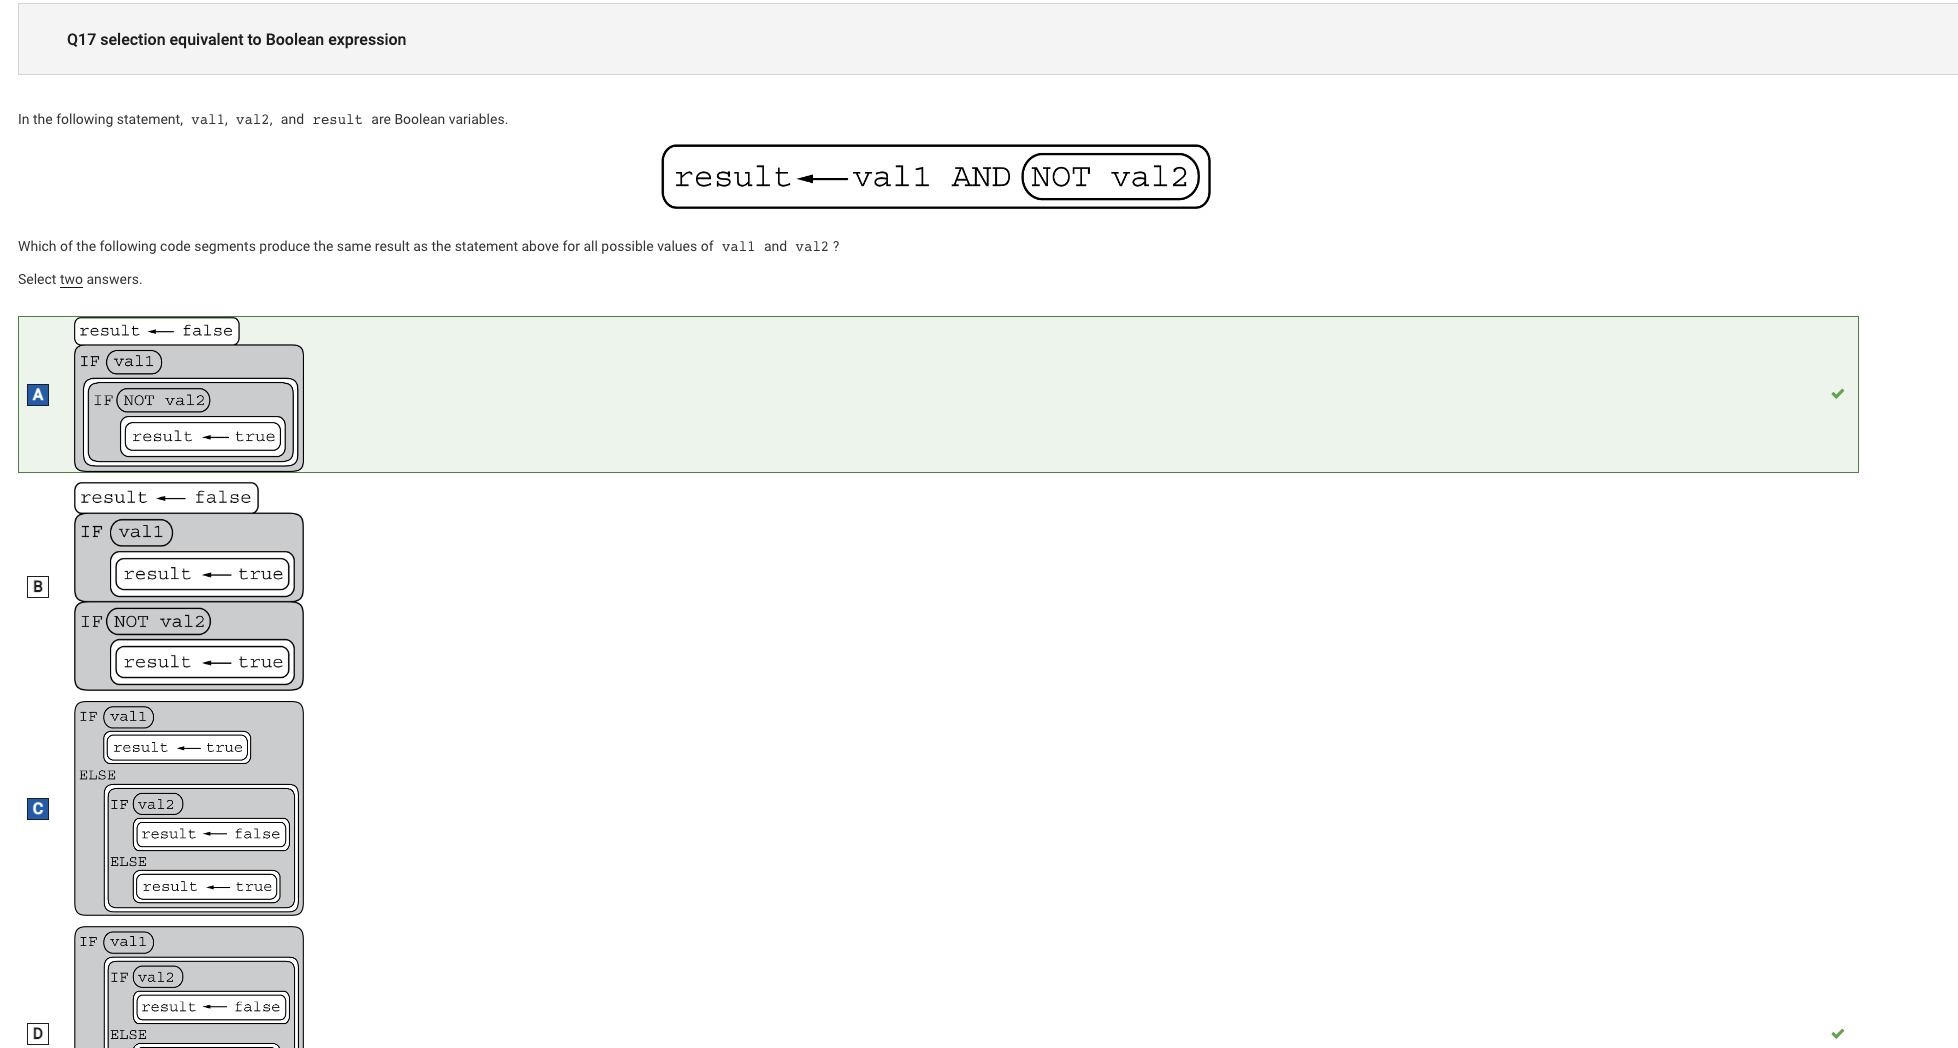 Q17 selection equivalent to Boolean expression
In the following statement, val1, val2, and result are Boolean variables.
result ← val1 AND NOT val2
Which of the following code segments produce the same result as the statement above for all possible values of val1 and val2 ?
Select two answers.
A
result ← false
IF val1
IF NOT val2
result ← true
B
result ← false
IF val1
result ← true
IF NOT val2
result ← true
C
IF val1
result ← true
ELSE
IF val2
result ← false
ELSE
result ← true
D
IF val1
IF val2
result ← false
ELSE